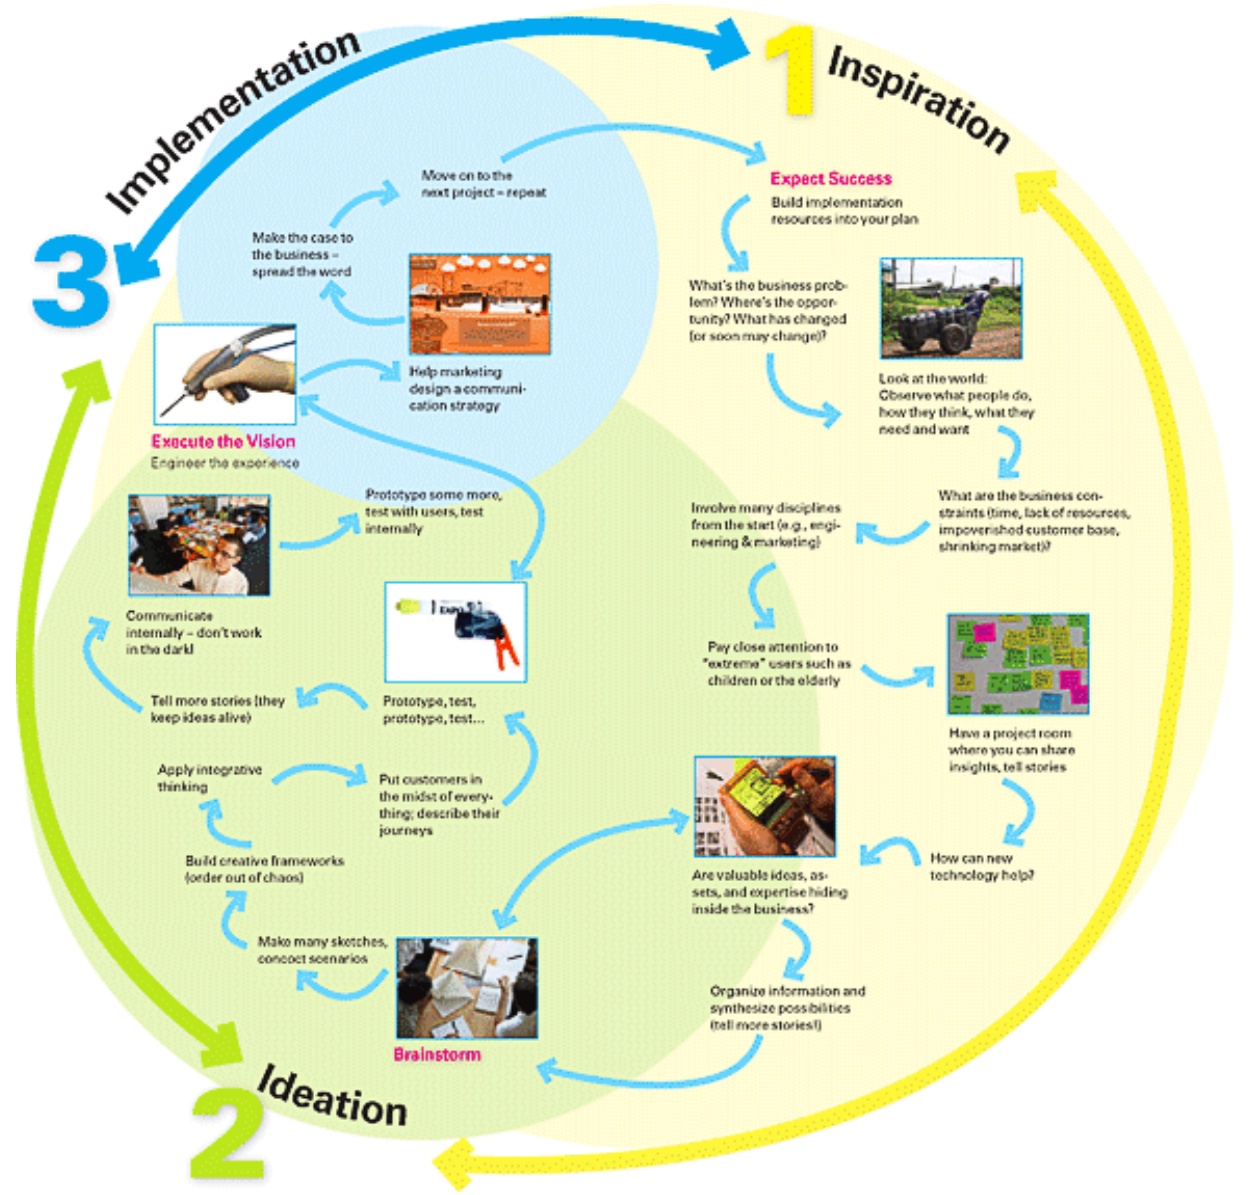 1
Inspiration
Expect Success
Build implementation
resources into your plan
What's the business prob-
lem? Where's the oppor-
tunity? What has changed
(or soon may change)?
Look at the world:
Observe what people do,
how they think, what they
need and want
What are the business con-
straints (time, lack of resources,
impoverished customer base,
shrinking market)?
Involve many disciplines
from the start (e.g., engi-
neering & marketing)
Pay close attention to
"extreme" users such as
children or the elderly
Have a project room
where you can share
insights, tell stories
How can new
technology help?
Are valuable ideas, as-
sets, and expertise hiding
inside the business?
Organize information and
synthesize possibilities
(tell more stories!)
2
Ideation
Brainstorm
Make many sketches,
concoct scenarios
Build creative frameworks
(order out of chaos)
Apply integrative
thinking
Put customers in
the midst of every-
thing; describe their
journeys
Prototype, test,
prototype, test...
EXPO
Tell more stories (they
keep ideas alive)
Communicate
internally – don't work
in the dark!
Prototype some more,
test with users, test
internally
3
Implementation
Execute the Vision
Engineer the experience
Help marketing
design a communi-
cation strategy
Make the case to
the business –
spread the word
Move on to the
next project – repeat